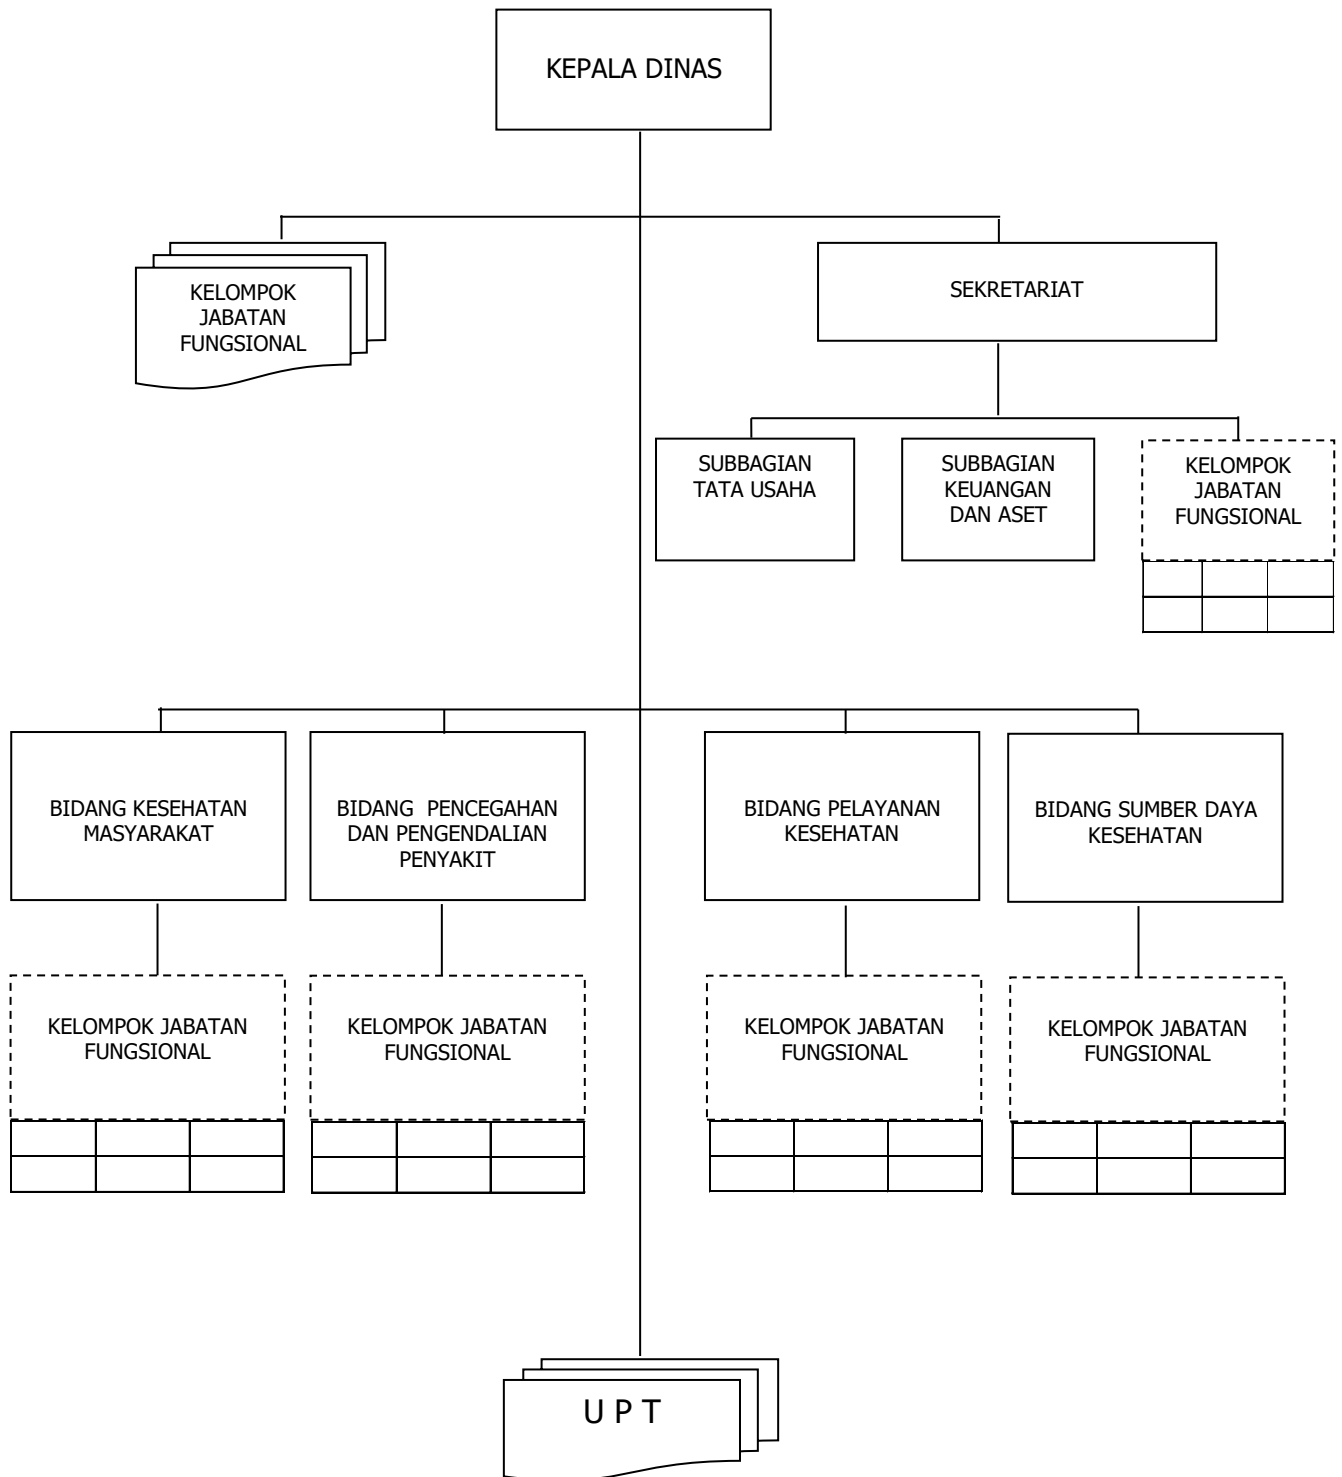 KEPALA DINAS
KELOMPOK
JABATAN
FUNGSIONAL
SEKRETARIAT
SUBBAGIAN
TATA USAHA
SUBBAGIAN
KEUANGAN
DAN ASET
KELOMPOK
JABATAN
FUNGSIONAL
BIDANG KESEHATAN
MASYARAKAT
BIDANG PENCEGAHAN
DAN PENGENDALIAN
PENYAKIT
BIDANG PELAYANAN
KESEHATAN
BIDANG SUMBER DAYA
KESEHATAN
KELOMPOK JABATAN
FUNGSIONAL
KELOMPOK JABATAN
FUNGSIONAL
KELOMPOK JABATAN
FUNGSIONAL
KELOMPOK JABATAN
FUNGSIONAL
U P T